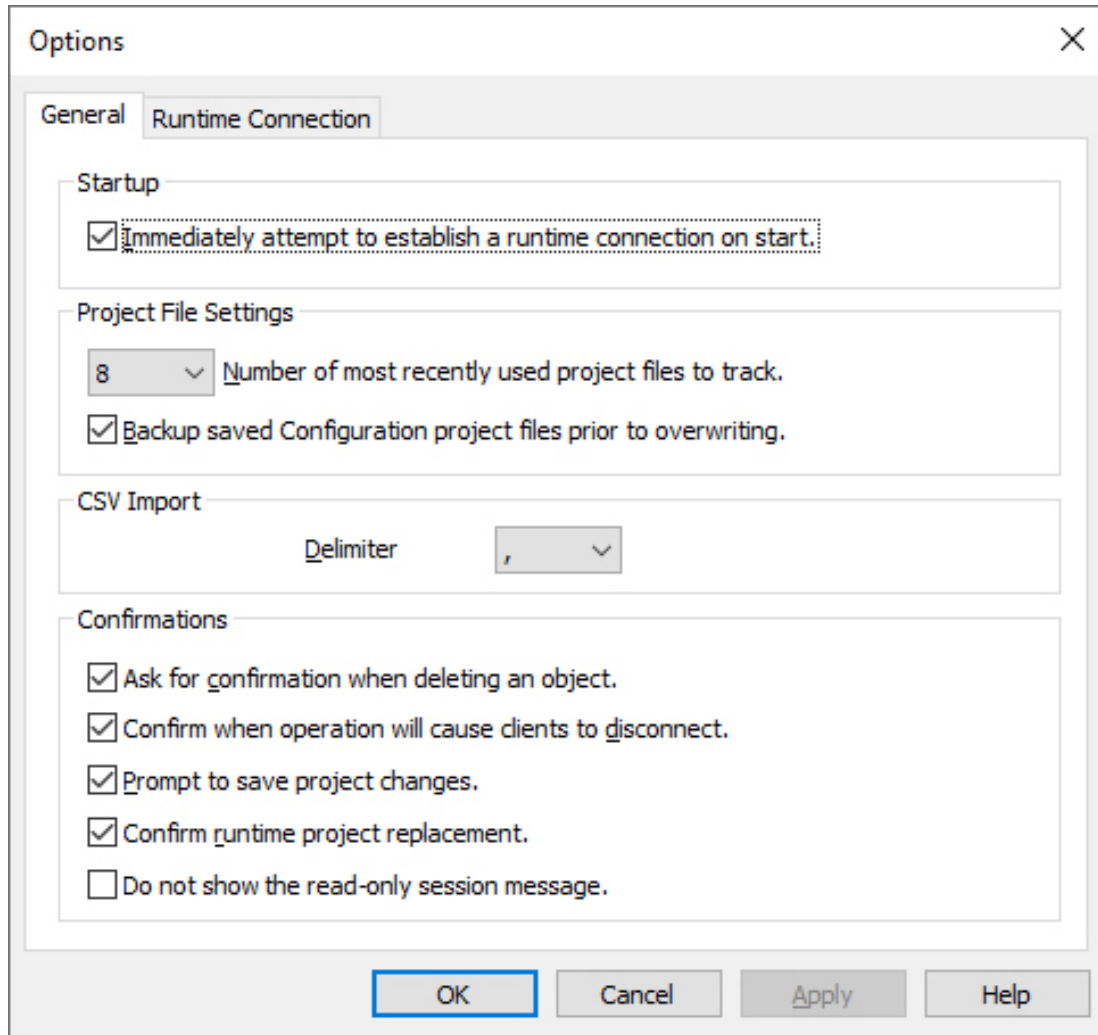 Options
General
Runtime Connection
Startup
Immediately attempt to establish a runtime connection on start.
Project File Settings
8 Number of most recently used project files to track.
Backup saved Configuration project files prior to overwriting.
CSV Import
Delimiter ,
Confirmations
Ask for confirmation when deleting an object.
Confirm when operation will cause clients to disconnect.
Prompt to save project changes.
Confirm runtime project replacement.
Do not show the read-only session message.
OK Cancel Apply Help